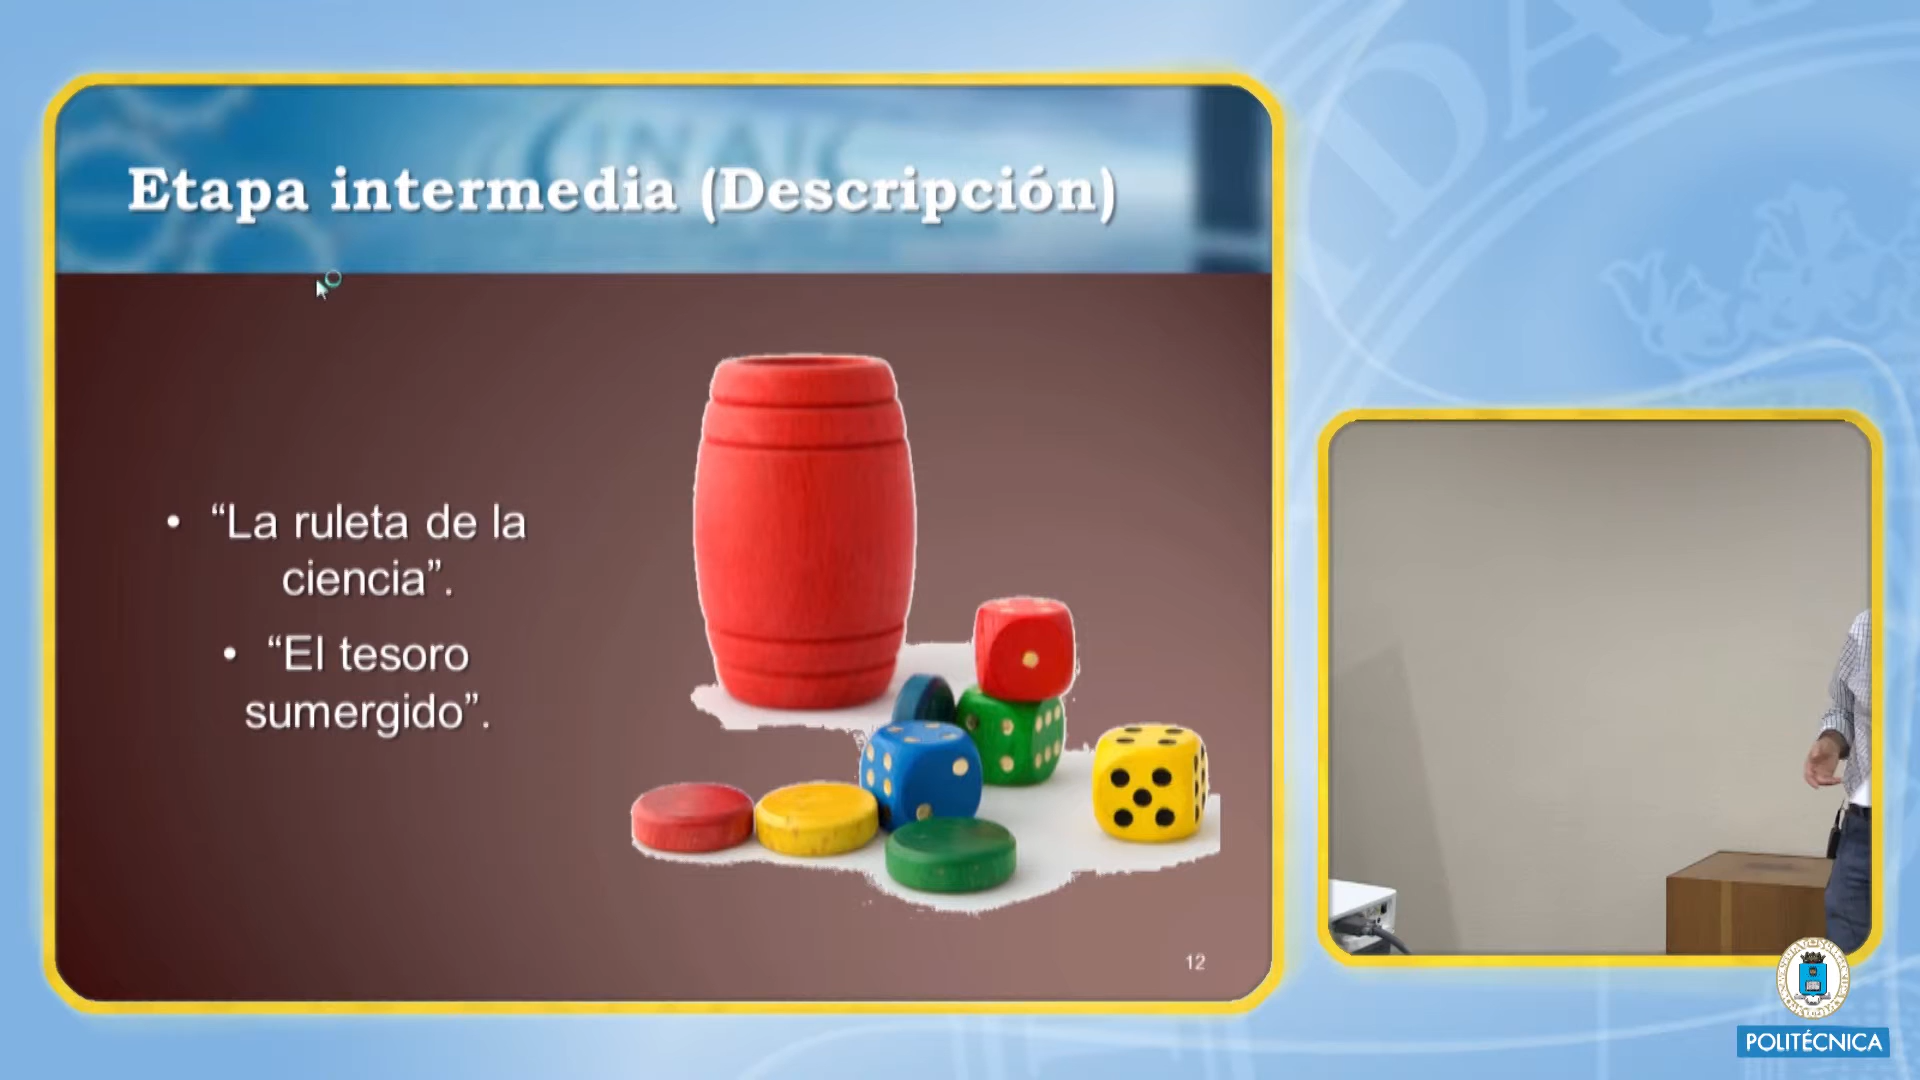 Etapa intermedia (Descripción)
• “La ruleta de la
ciencia”.
• “El tesoro
sumergido”.
12
POLITÉCNICA